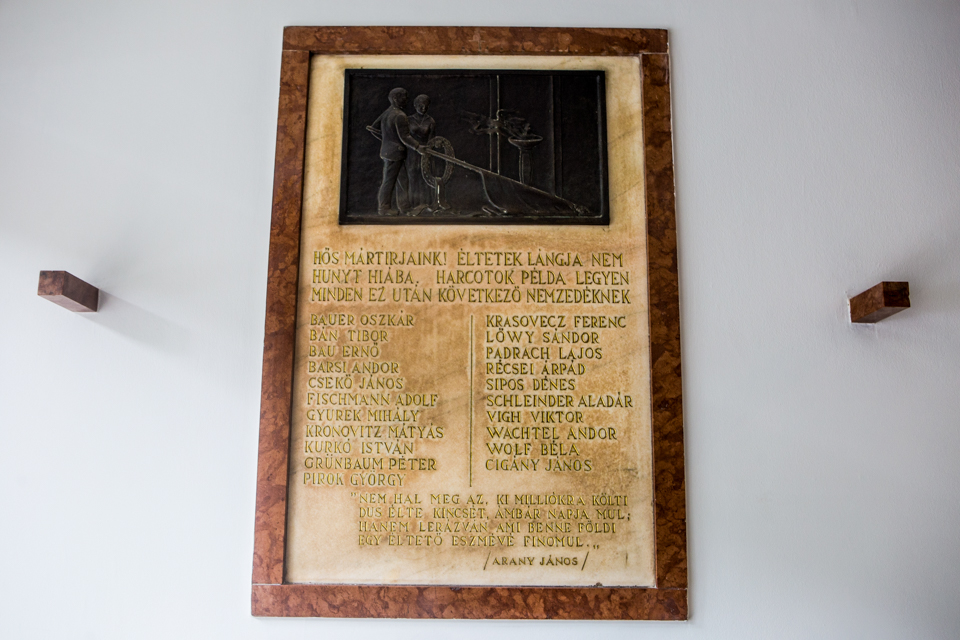 HŐS MÁRTIRJAINK! ÉLTETEK LÁNGJA NEM
HUNYT HIÁBA, HARCOTOK PÉLDA LEGYEN
MINDEN EZ UTÁN KÖVETKEZŐ NEMZEDÉKNEK
BAUER OSZKÁR
BÁN TIBOR
BAU ERNŐ
BARSI ANDOR
CSEKŐ JÁNOS
FISCHMANN ADOLF
GYÜREK MIHÁLY
KRONOVITZ MÁTYÁS
KURKÓ ISTVÁN
GRÜNBAUM PÉTER
PIROK GYÖRGY
KRASOVECZ FERENC
LŐWY SÁNDOR
PADRACH LAJOS
RÉCSEI ÁRPÁD
SIPOS DÉNES
SCHLEINDER ALADÁR
VIGH VIKTOR
WACHTEL ANDOR
WOLF BÉLA
CIGÁNY JÁNOS
"NEM HAL MEG AZ, KI MILLIÓKRA KÖLTI
DÚS ÉLTE KINCSÉT, ÁMBÁR NAPJA MÚL;
HANEM LERÁZVÁN, AMI BENNE FÖLDI
EGY ÉLTETŐ ESZMÉVÉ FINOMUL.„
/ARANY JÁNOS/